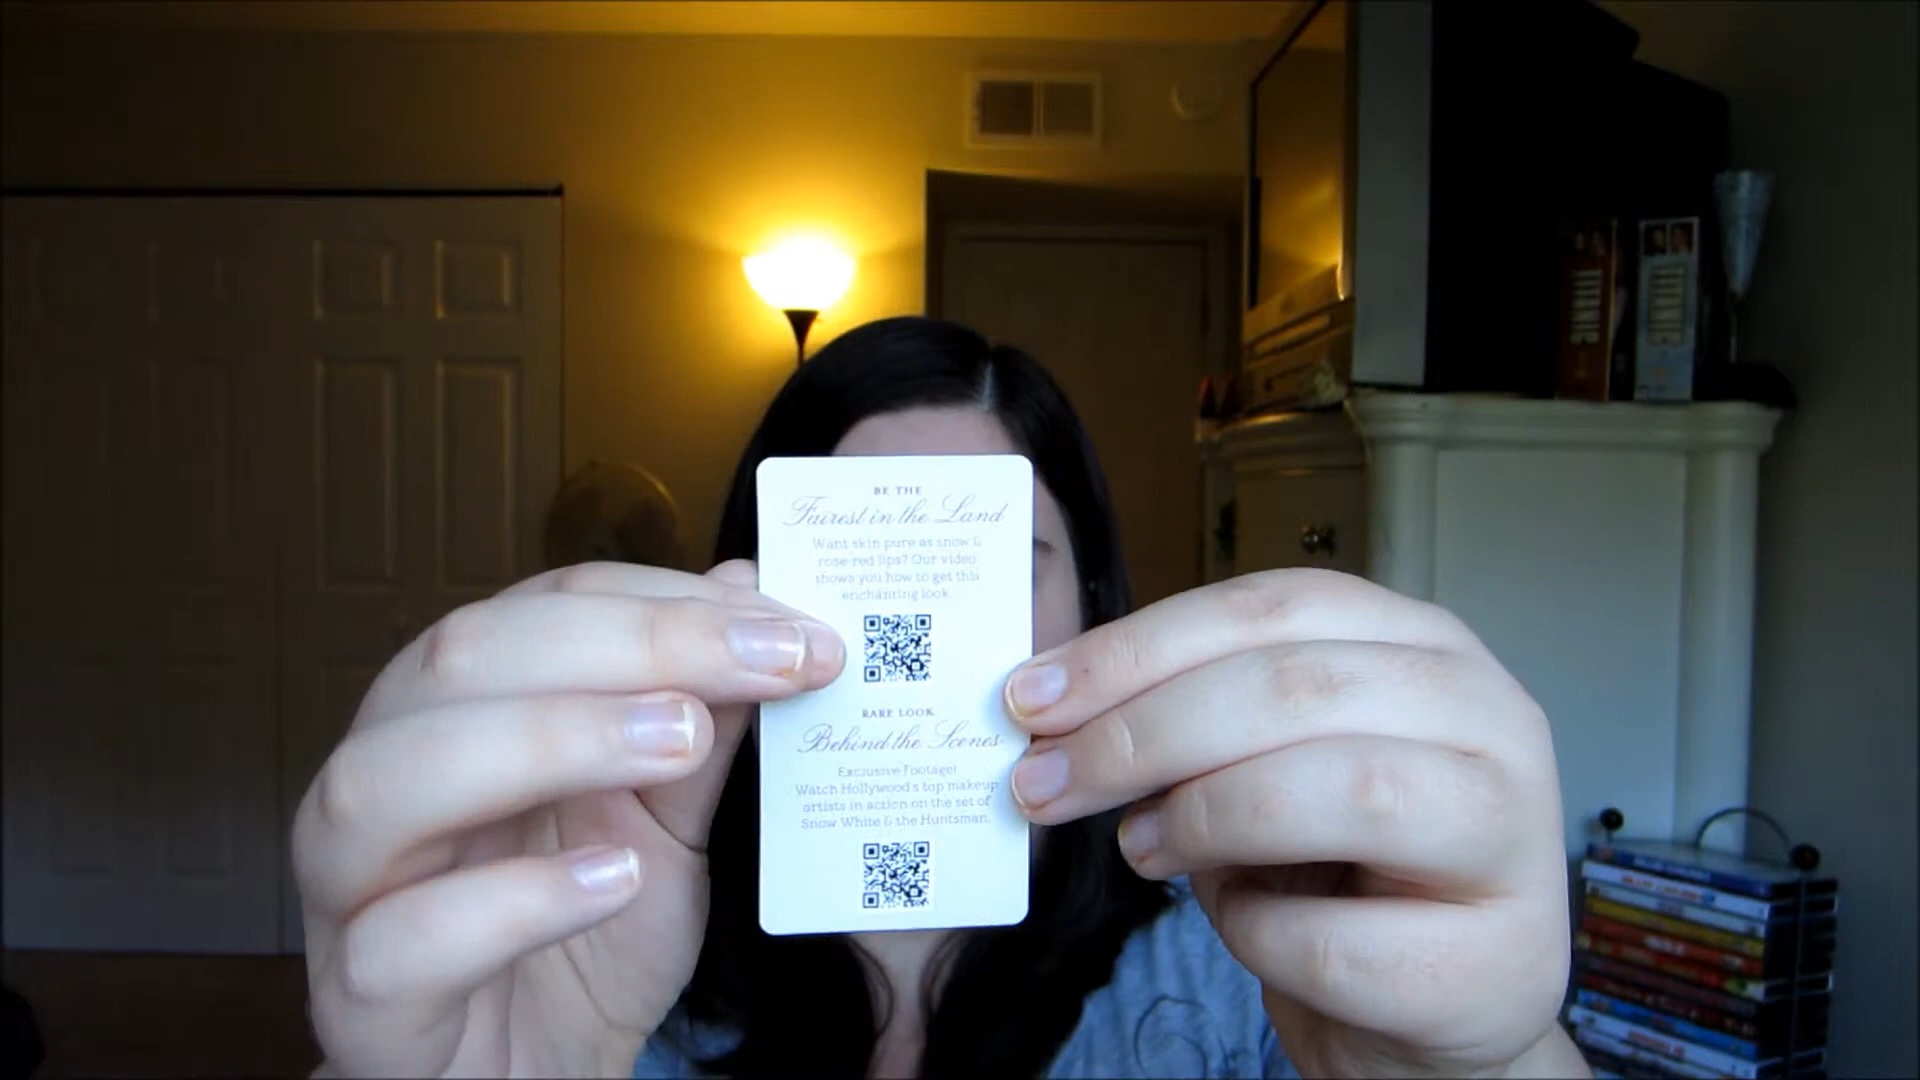 BE THE
Fairest in the Land
Want skin pure as snow &
rose-red lips? Our video
shows you how to get this
enchanting look.
RARE LOOK
Behind the Scenes
Exclusive Footage!
Watch Hollywood's top makeup
artists in action on the set of
Snow White & the Huntsman.
TITANIC
TITANIC